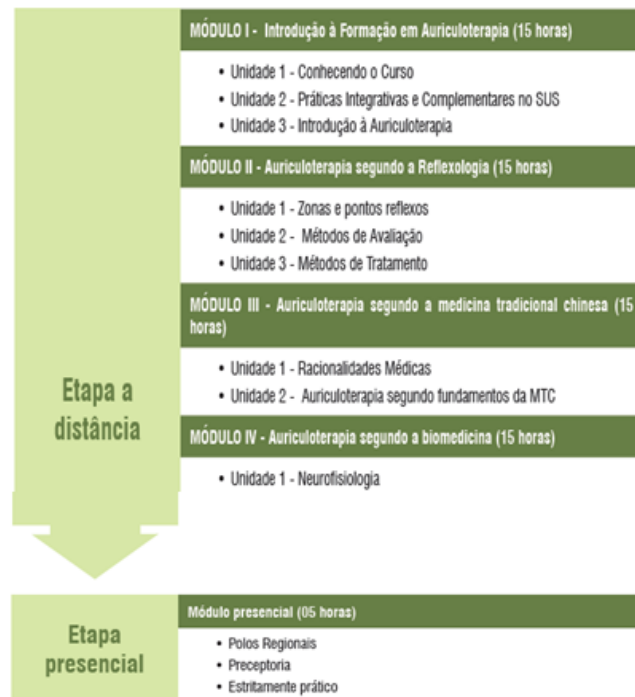 MÓDULO I - Introdução à Formação em Auriculoterapia (15 horas)
• Unidade 1 - Conhecendo o Curso
• Unidade 2 - Práticas Integrativas e Complementares no SUS
• Unidade 3 - Introdução à Auriculoterapia
MÓDULO II - Auriculoterapia segundo a Reflexologia (15 horas)
• Unidade 1 - Zonas e pontos reflexos
• Unidade 2 - Métodos de Avaliação
• Unidade 3 - Métodos de Tratamento
MÓDULO III - Auriculoterapia segundo a medicina tradicional chinesa (15
horas)
• Unidade 1 - Racionalidades Médicas
• Unidade 2 - Auriculoterapia segundo fundamentos da MTC
MÓDULO IV - Auriculoterapia segundo a biomedicina (15 horas)
• Unidade 1 - Neurofisiologia
Etapa a
distância
Módulo presencial (05 horas)
• Polos Regionais
• Preceptoria
• Estritamente prático
Etapa
presencial